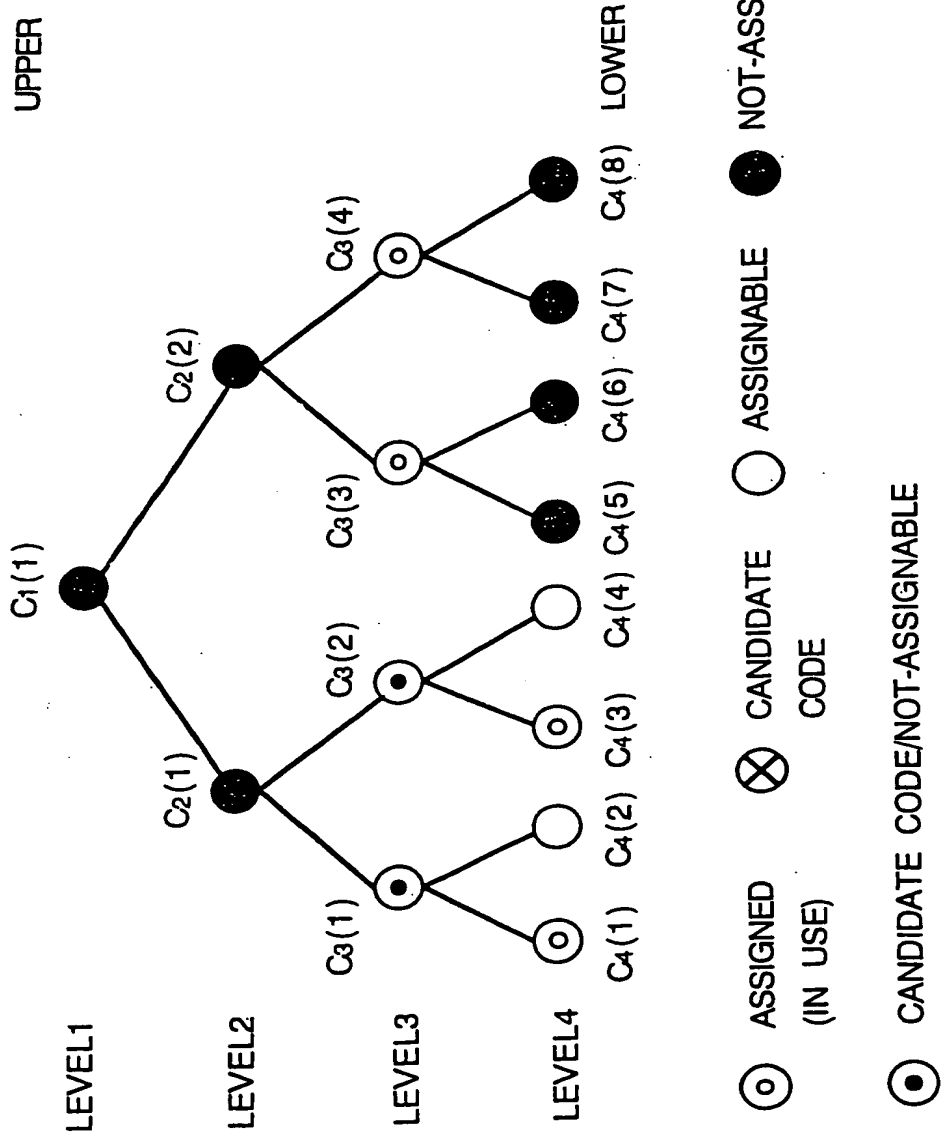 UPPER
C1(1)
LEVEL1
C2(1) C2(2)
LEVEL2
C3(1) C3(2) C3(3) C3(4)
LEVEL3
LEVEL4
C4(1) C4(2) C4(3) C4(4) C4(5) C4(6) C4(7) C4(8) LOWER
ASSIGNED CANDIDATE ASSIGNABLE
(IN USE) CODE
CANDIDATE CODE/NOT-ASSIGNABLE